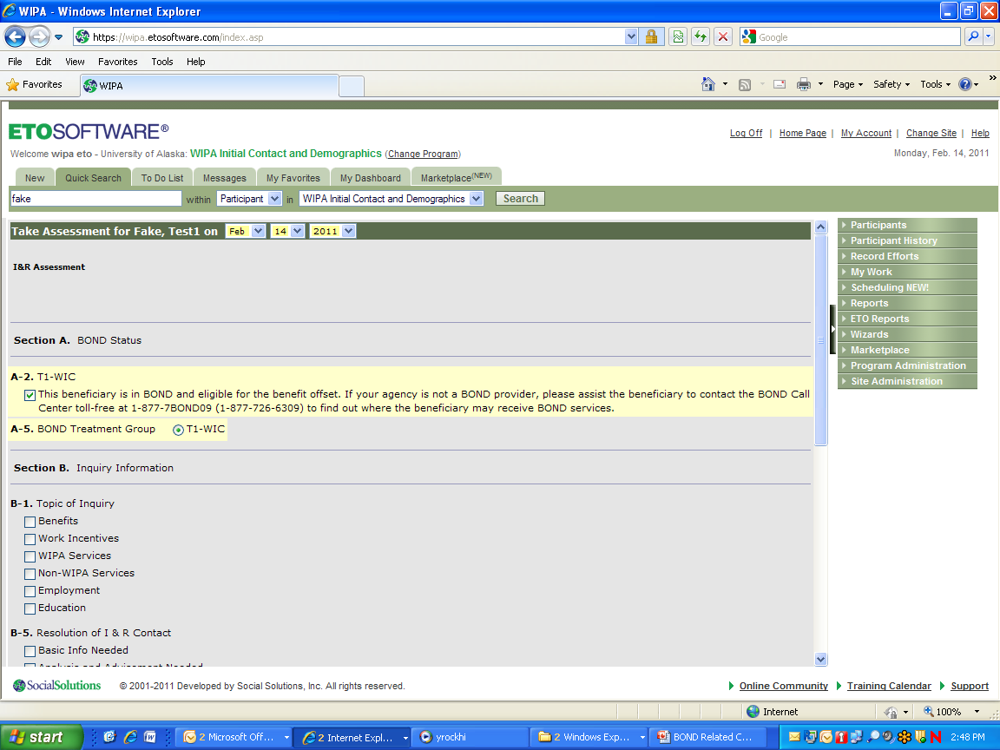 WIPA - Windows Internet Explorer
https://wipa.etosoftware.com/index.asp
Google
File Edit View Favorites Tools Help
Favorites WIPA Page Safety Tools
ETOSOFTWARE®
Log Off | Home Page | My Account | Change Site | Help
Welcome wipa eto - University of Alaska: WIPA Initial Contact and Demographics (Change Program)
Monday, Feb. 14, 2011
New Quick Search To Do List Messages My Favorites My Dashboard Marketplace(NEW)
fake within Participant in WIPA Initial Contact and Demographics Search
Take Assessment for Fake, Test1 on Feb 14 2011
I&R Assessment
Section A. BOND Status
A-2. T1-WIC
This beneficiary is in BOND and eligible for the benefit offset. If your agency is not a BOND provider, please assist the beneficiary to contact the BOND Call
Center toll-free at 1-877-7BOND09 (1-877-726-6309) to find out where the beneficiary may receive BOND services.
A-5. BOND Treatment Group T1-WIC
Section B. Inquiry Information
B-1. Topic of Inquiry
Benefits
Work Incentives
WIPA Services
Non-WIPA Services
Employment
Education
B-5. Resolution of I & R Contact
Basic Info Needed
Participants
Participant History
Record Efforts
My Work
Scheduling NEW!
Reports
ETO Reports
Wizards
Marketplace
Program Administration
Site Administration
SocialSolutions © 2001-2011 Developed by Social Solutions, Inc. All rights reserved.
Online Community Training Calendar Support
Internet 100%
start 2 Microsoft Off... 2 Internet Expl... yrockhi 2 Windows Exp... BOND Related C... 2:48 PM